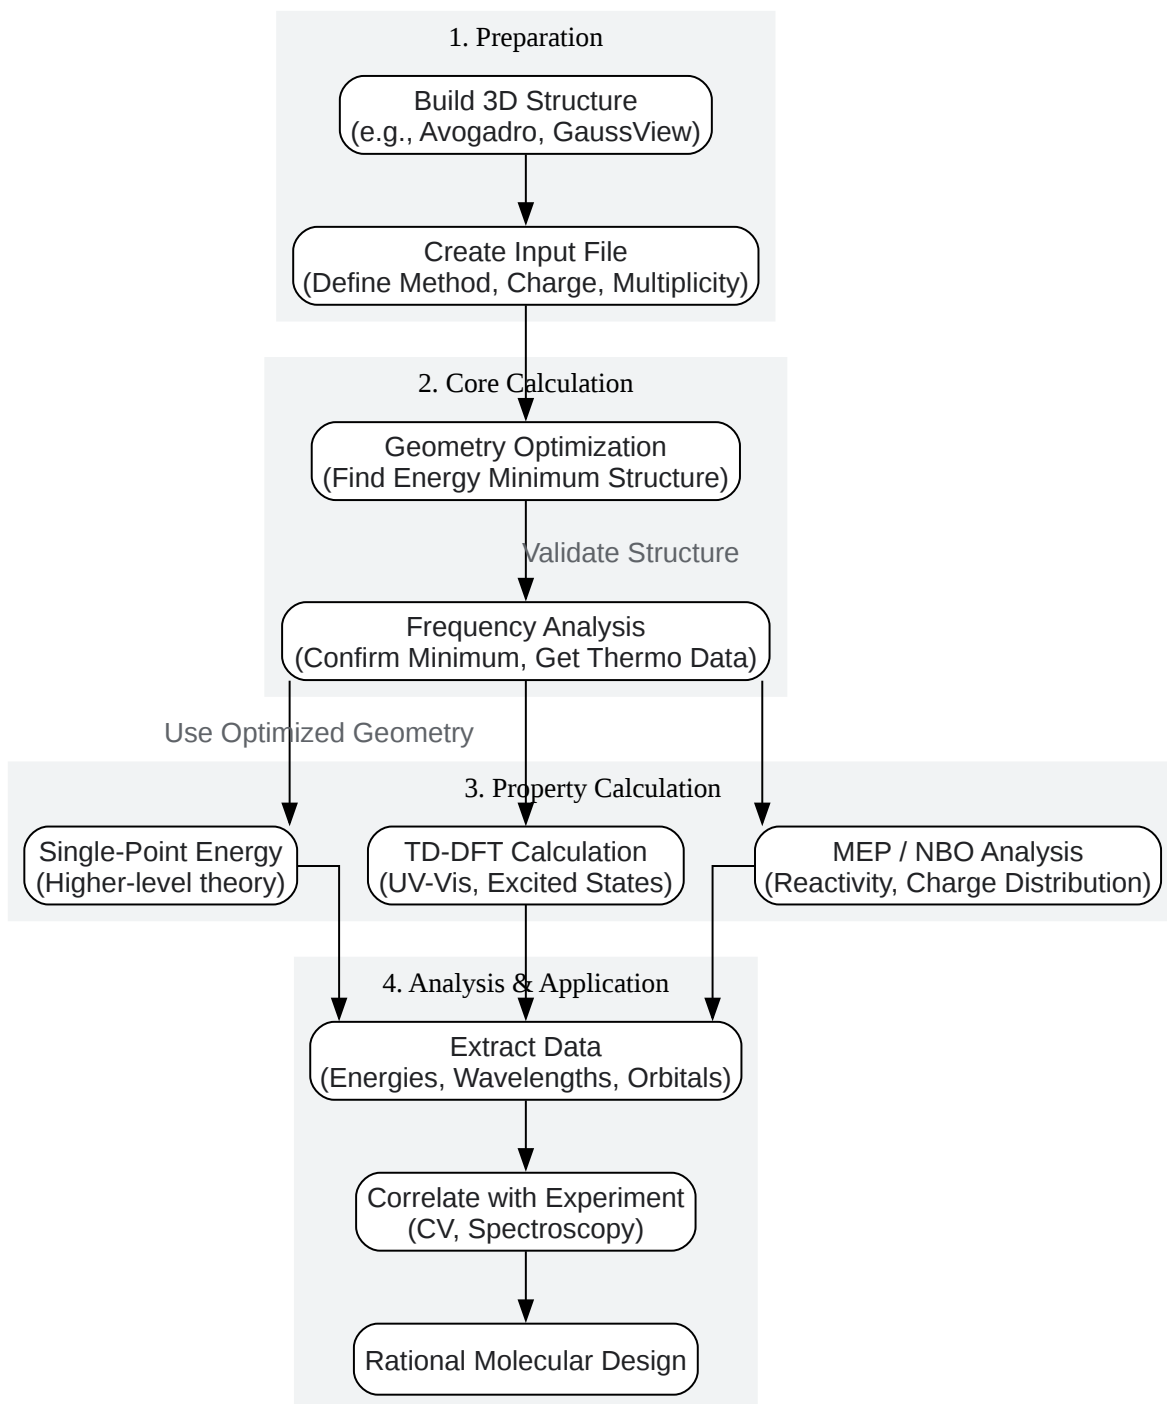 1. Preparation
Build 3D Structure
(e.g., Avogadro, GaussView)
Create Input File
(Define Method, Charge, Multiplicity)
2. Core Calculation
Geometry Optimization
(Find Energy Minimum Structure)
Validate Structure
Frequency Analysis
(Confirm Minimum, Get Thermo Data)
Use Optimized Geometry
3. Property Calculation
Single-Point Energy
(Higher-level theory)
TD-DFT Calculation
(UV-Vis, Excited States)
MEP / NBO Analysis
(Reactivity, Charge Distribution)
4. Analysis & Application
Extract Data
(Energies, Wavelengths, Orbitals)
Correlate with Experiment
(CV, Spectroscopy)
Rational Molecular Design